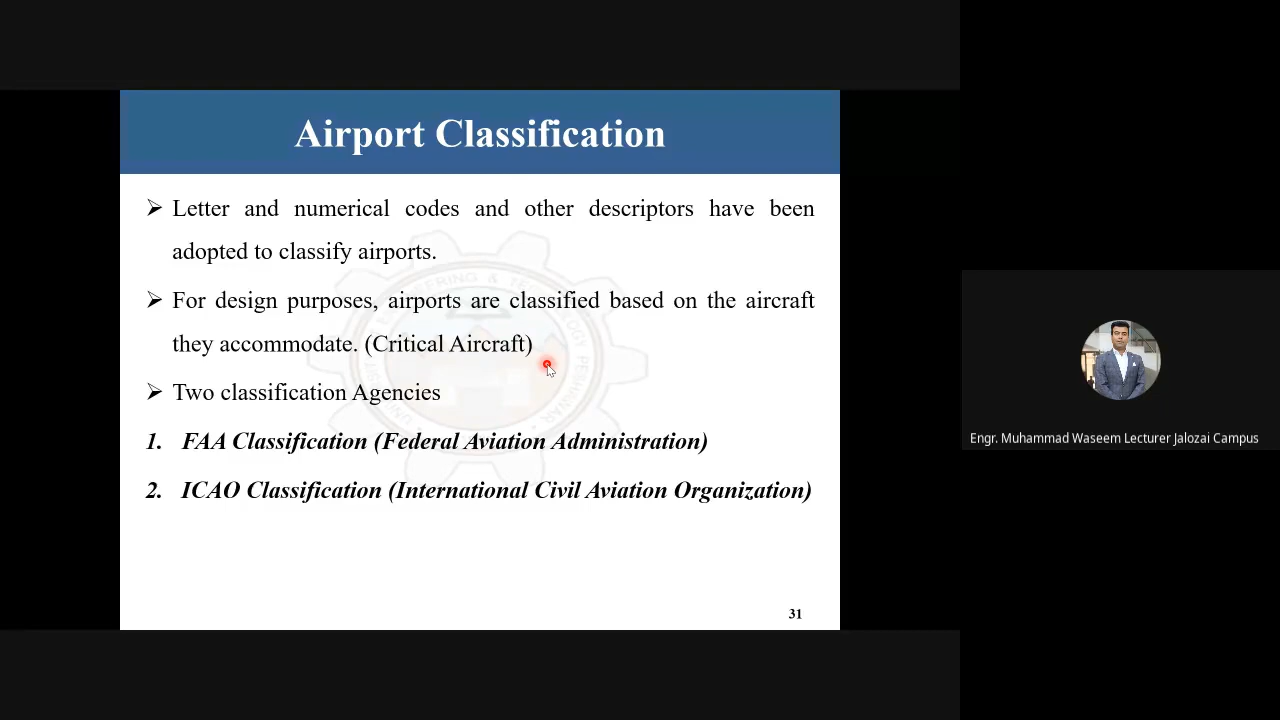 Airport Classification
Letter and numerical codes and other descriptors have been
adopted to classify airports.
For design purposes, airports are classified based on the aircraft
they accommodate. (Critical Aircraft)
Two classification Agencies
1. FAA Classification (Federal Aviation Administration)
2. ICAO Classification (International Civil Aviation Organization)
31
Engr. Muhammad Waseem Lecturer Jalozai Campus